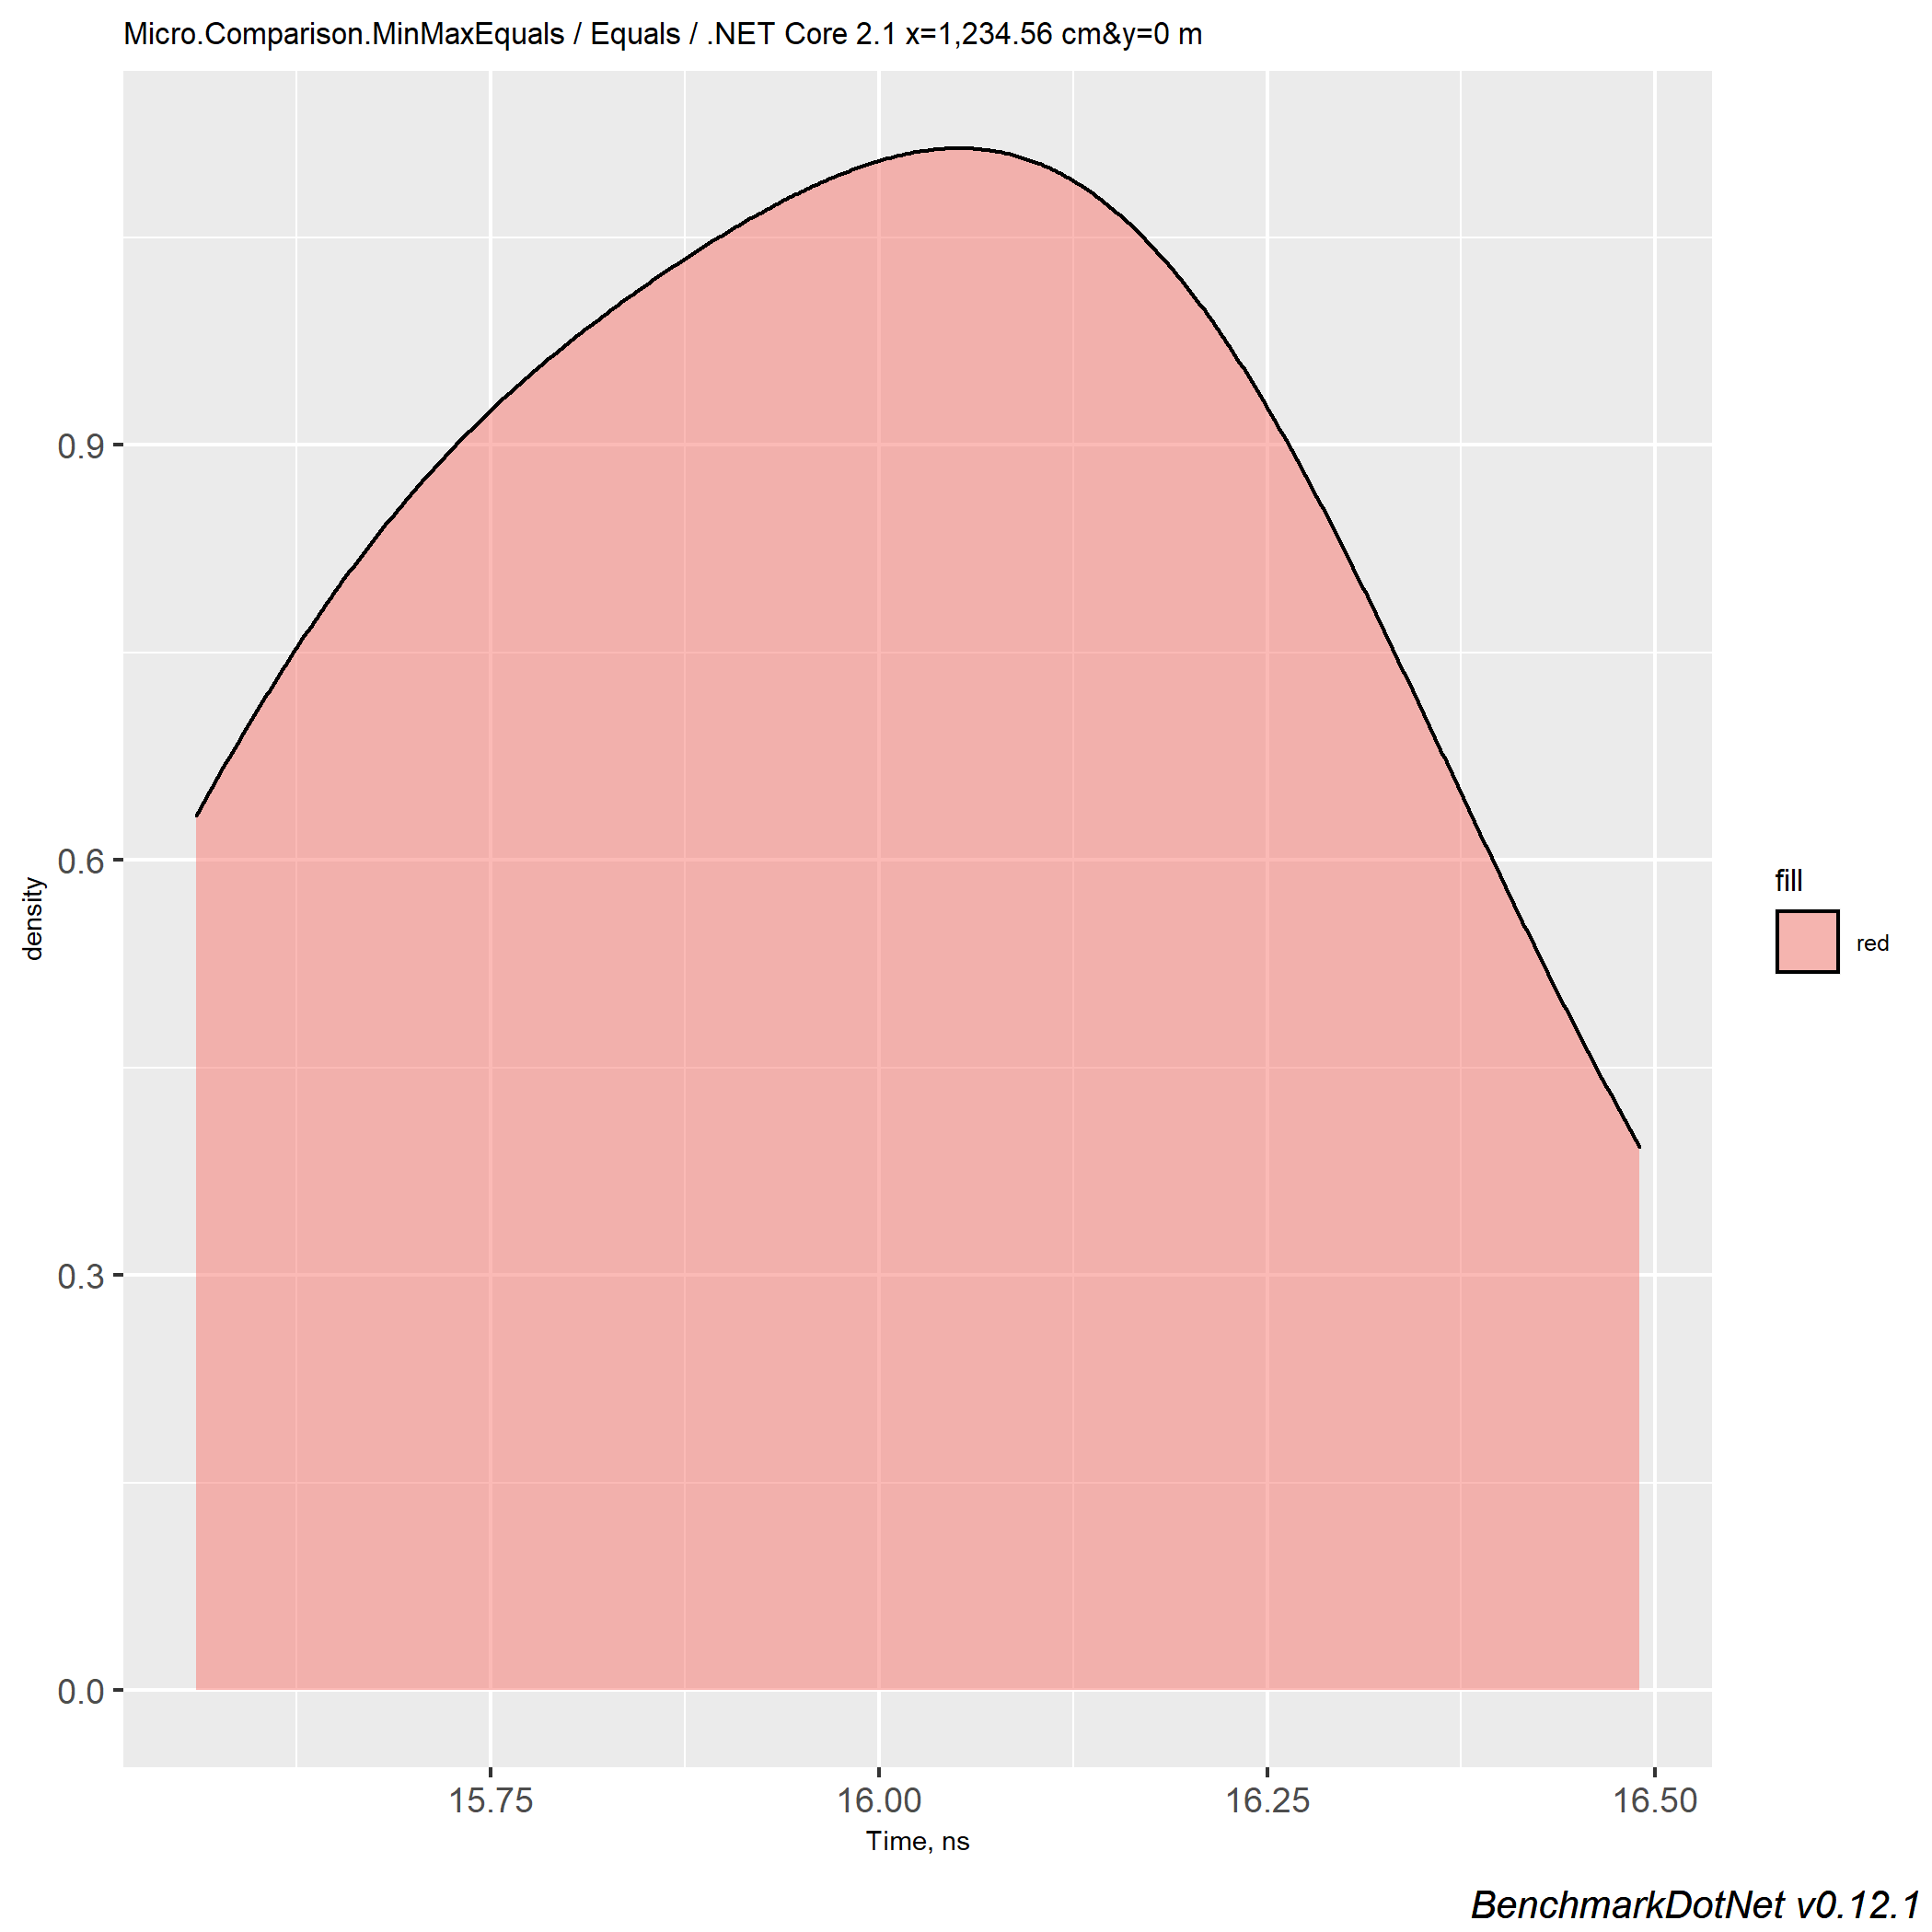 Micro.Comparison.MinMaxEquals / Equals / .NET Core 2.1 x=1,234.56 cm&y=0 m
0.9
0.6
0.3
0.0
density
15.75 16.00 16.25 16.50
Time, ns
fill
red
BenchmarkDotNet v0.12.1